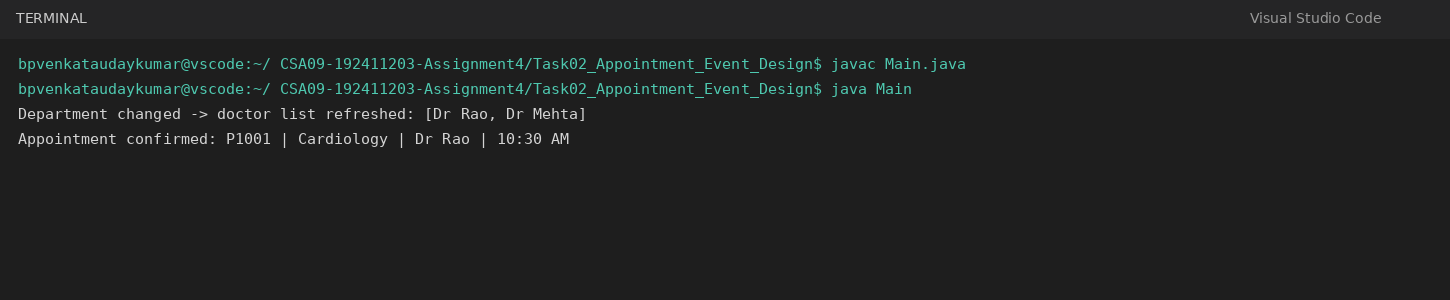 TERMINAL
Visual Studio Code
bpvenkataudaykumar@vscode:~/ CSA09-192411203-Assignment4/Task02_Appointment_Event_Design$ javac Main.java
bpvenkataudaykumar@vscode:~/ CSA09-192411203-Assignment4/Task02_Appointment_Event_Design$ java Main
Department changed -> doctor list refreshed: [Dr Rao, Dr Mehta]
Appointment confirmed: P1001 | Cardiology | Dr Rao | 10:30 AM